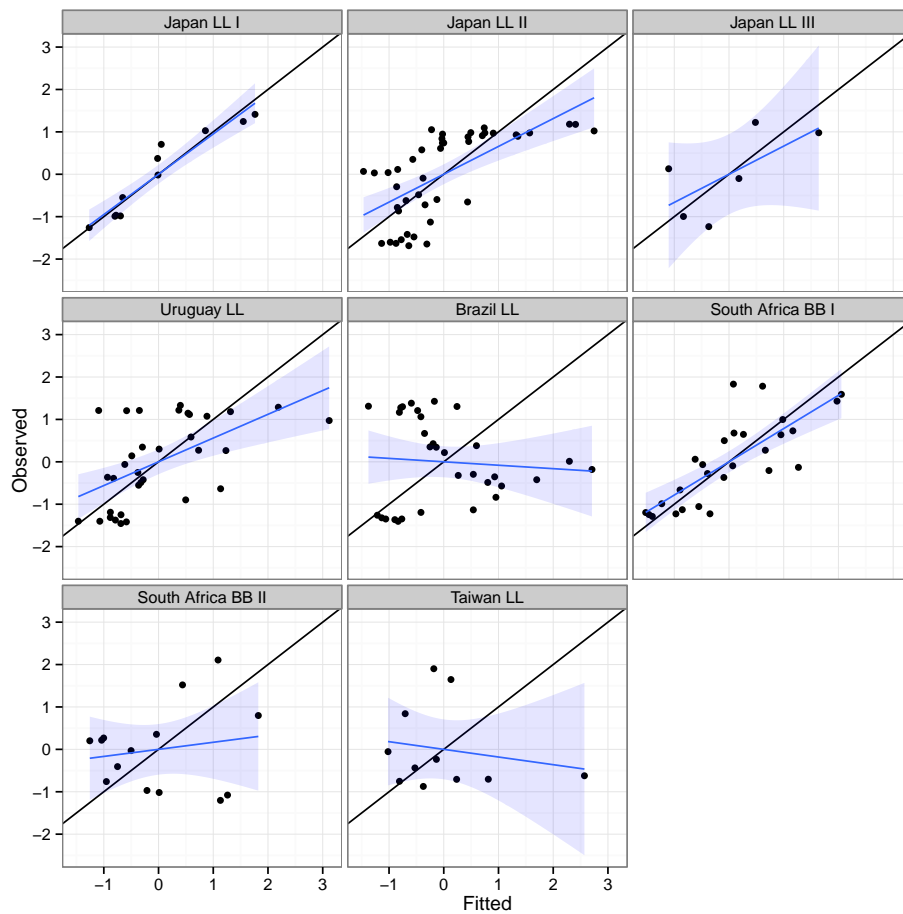 Japan LL I
Japan LL II
Japan LL III
3
2
1
0
−1
−2
Uruguay LL
Brazil LL
South Africa BB I
3
2
1
0
−1
−2
Observed
South Africa BB II
Taiwan LL
3
2
1
0
−1
−2
−1 0 1 2 3
−1 0 1 2 3
Fitted